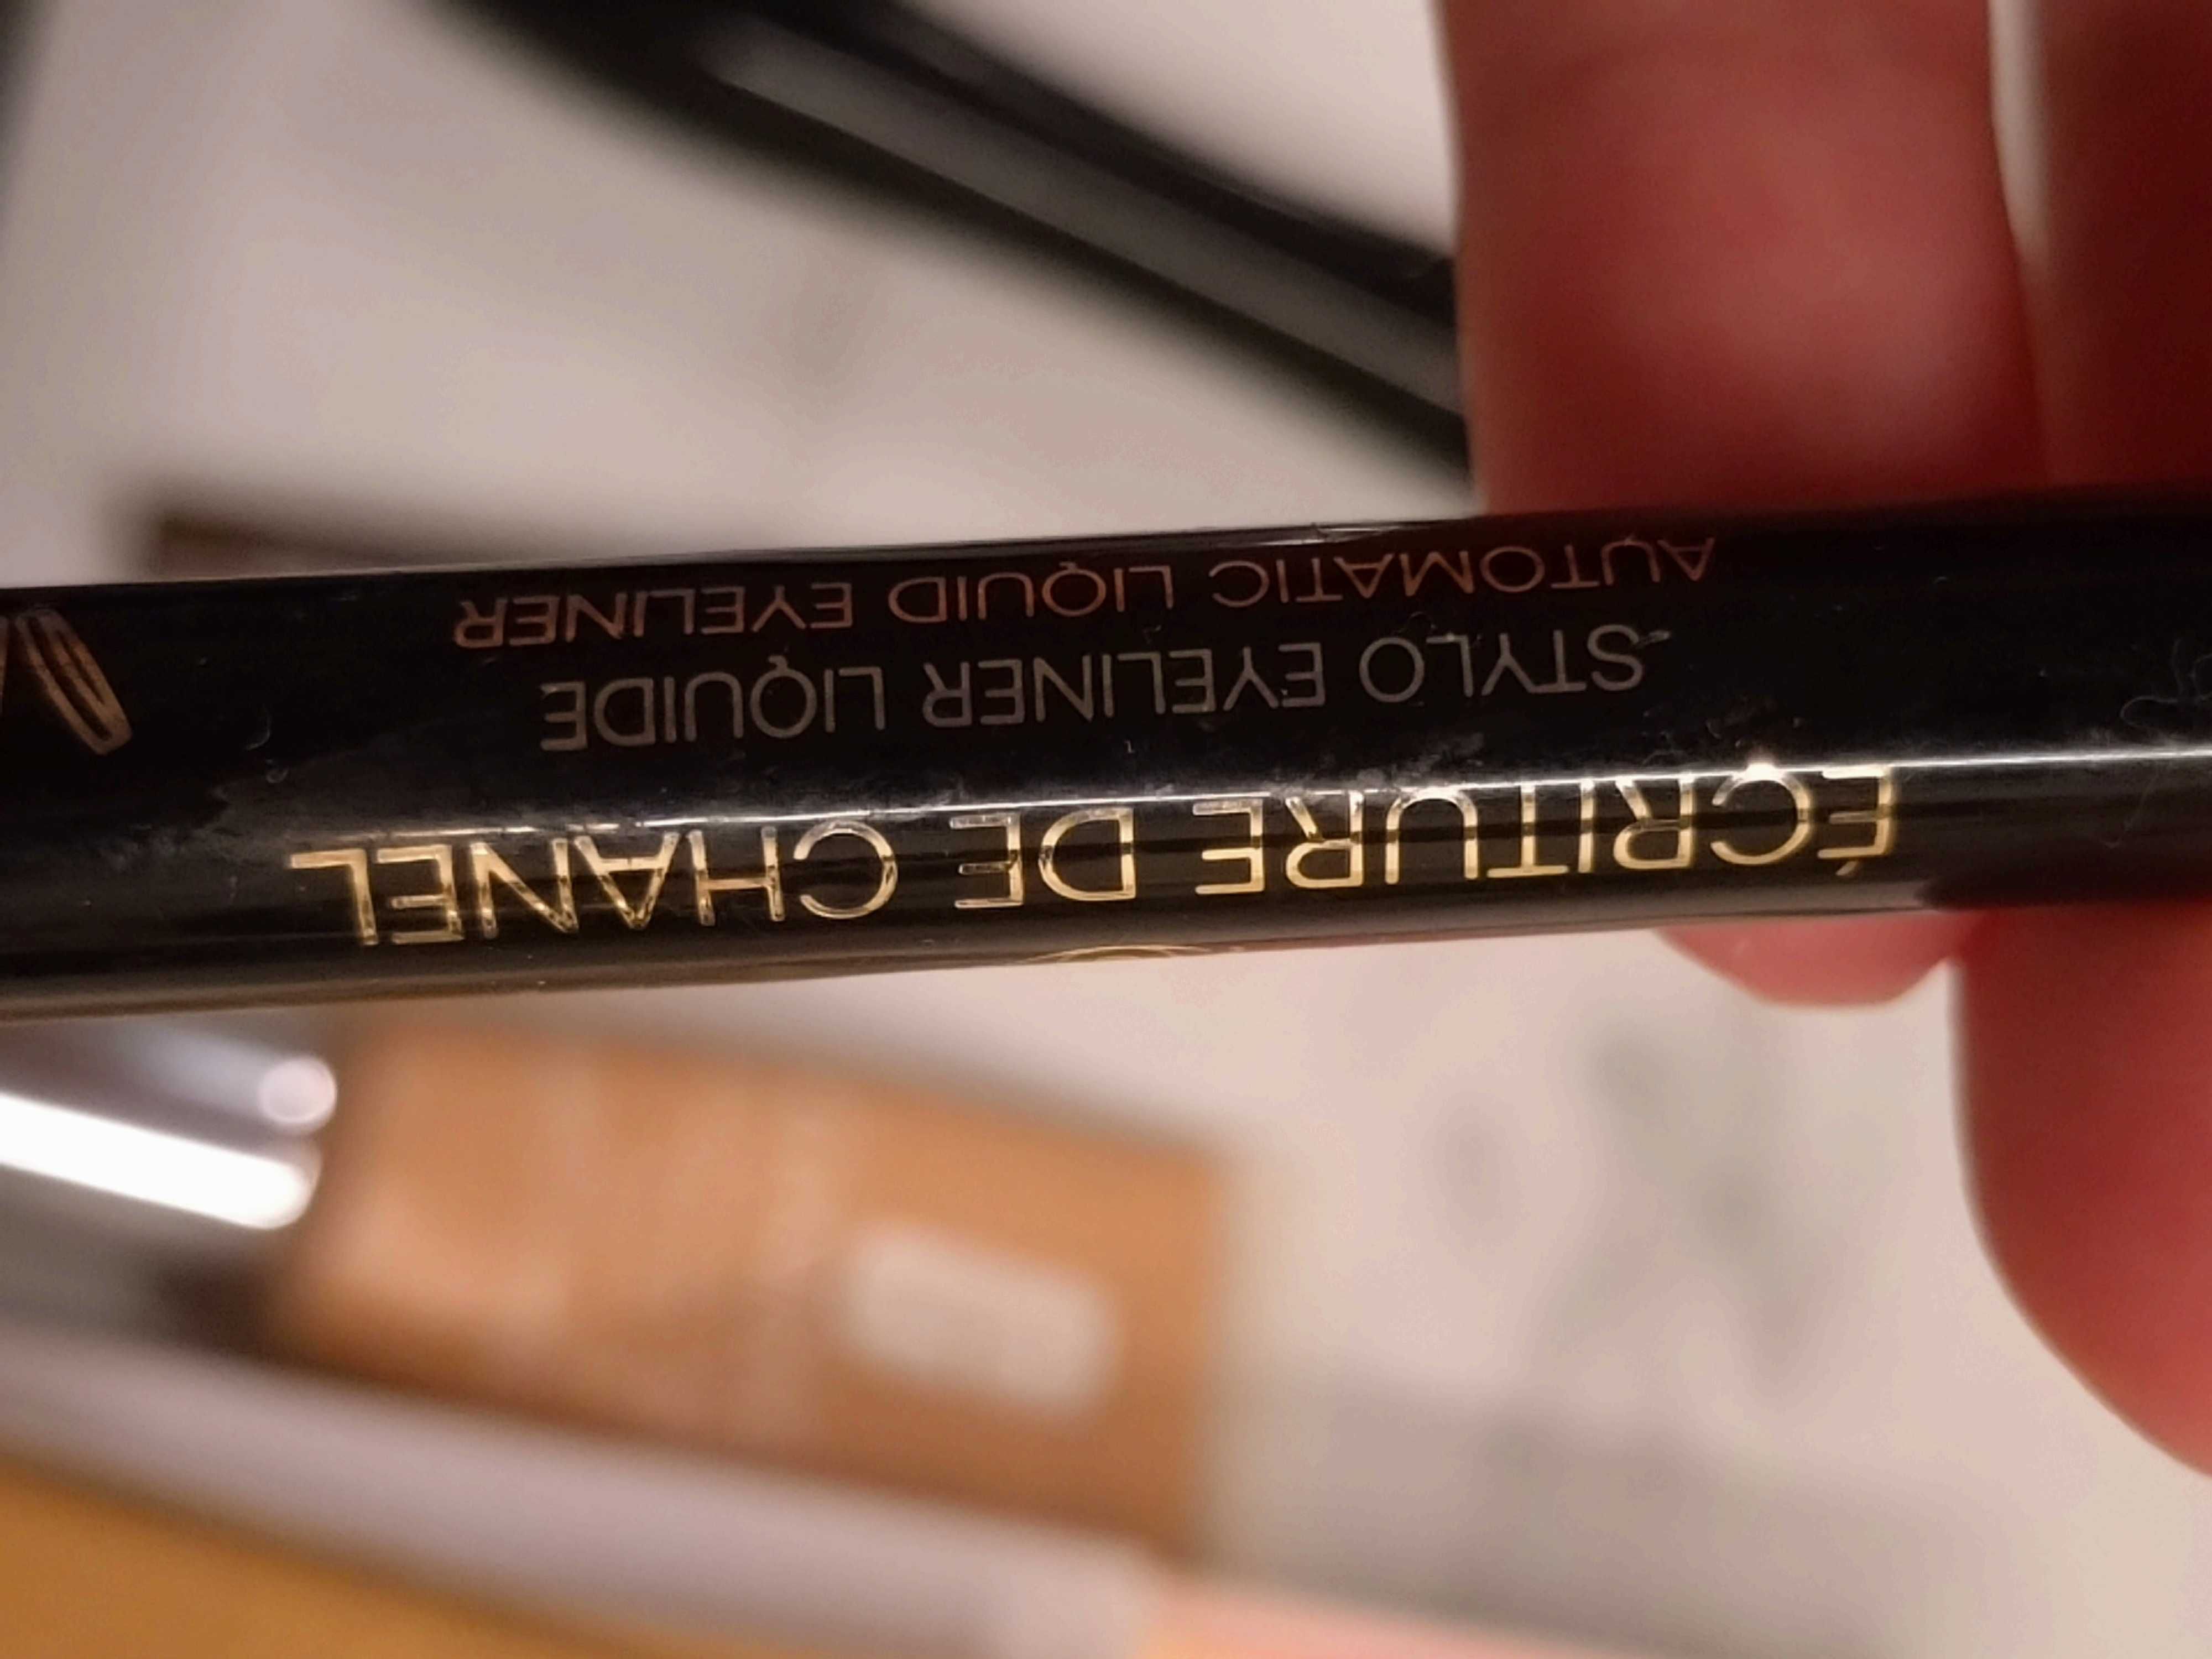 ÉCRITURE DE CHANEL
STYLO EYELINER LIQUIDE
AUTOMATIC LIQUID EYELINER